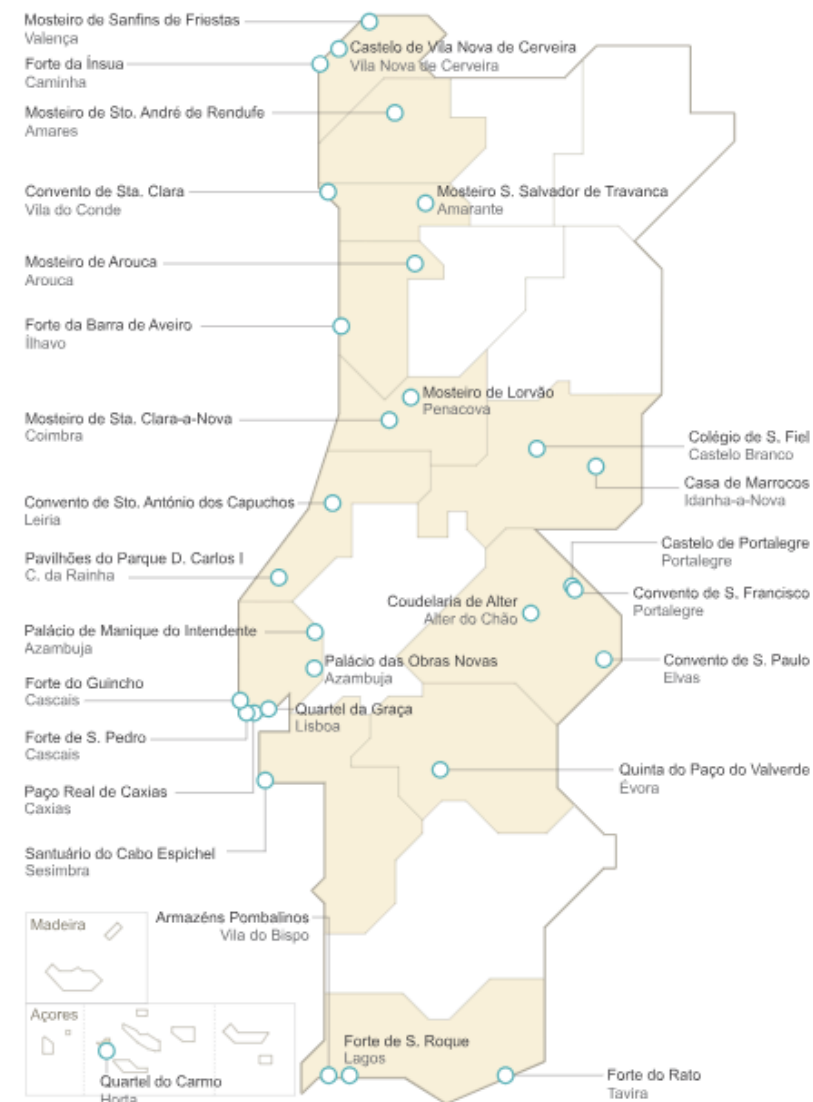 Mosteiro de Sanfins de Friestas
Valença
Castelo de Vila Nova de Cerveira
Vila Nova de Cerveira
Forte da Ínsua
Caminha
Mosteiro de Sto. André de Rendufe
Amares
Convento de Sta. Clara
Vila do Conde
Mosteiro S. Salvador de Travanca
Amarante
Mosteiro de Arouca
Arouca
Forte da Barra de Aveiro
Ílhavo
Mosteiro de Lorvão
Penacova
Mosteiro de Sta. Clara-a-Nova
Coimbra
Colégio de S. Fiel
Castelo Branco
Casa de Marrocos
Idanha-a-Nova
Convento de Sto. António dos Capuchos
Leiria
Castelo de Portalegre
Portalegre
Pavilhões do Parque D. Carlos I
C. da Rainha
Convento de S. Francisco
Portalegre
Coudelaria de Alter
Alter do Chão
Palácio de Manique do Intendente
Azambuja
Palácio das Obras Novas
Azambuja
Convento de S. Paulo
Elvas
Forte do Guincho
Cascais
Quartel da Graça
Lisboa
Forte de S. Pedro
Cascais
Quinta do Paço do Valverde
Évora
Paço Real de Caxias
Caxias
Santuário do Cabo Espichel
Sesimbra
Armazéns Pombalinos
Vila do Bispo
Madeira
Açores
Quartel do Carmo
Horta
Forte de S. Roque
Lagos
Forte do Rato
Tavira